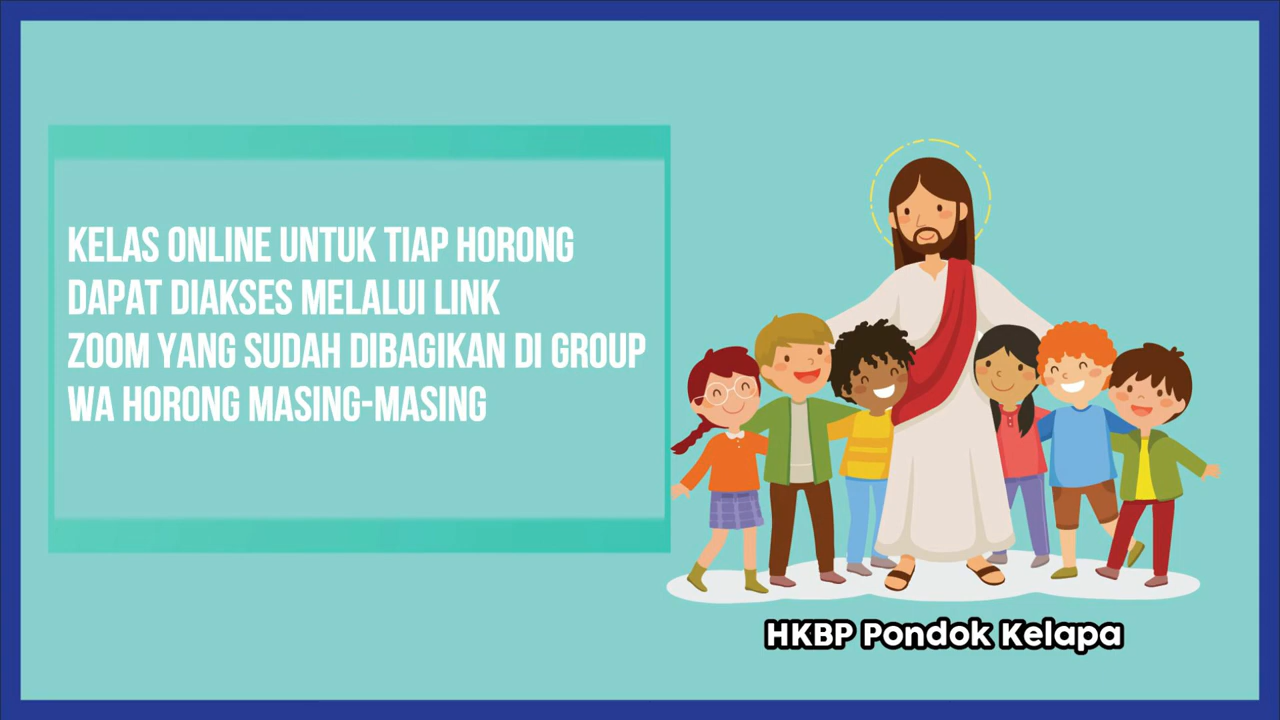 KELAS ONLINE UNTUK TIAP HORONG
DAPAT DIAKSES MELALUI LINK
ZOOM YANG SUDAH DIBAGIKAN DI GROUP
WA HORONG MASING-MASING
HKBP Pondok Kelapa